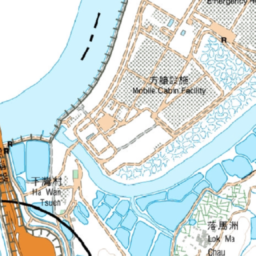 Emergency H
R
方艙設施
Mobile Cabin Facility
R
R
下灣村
Ha Wan
Tsuen
落馬洲
Lok Ma
Chau